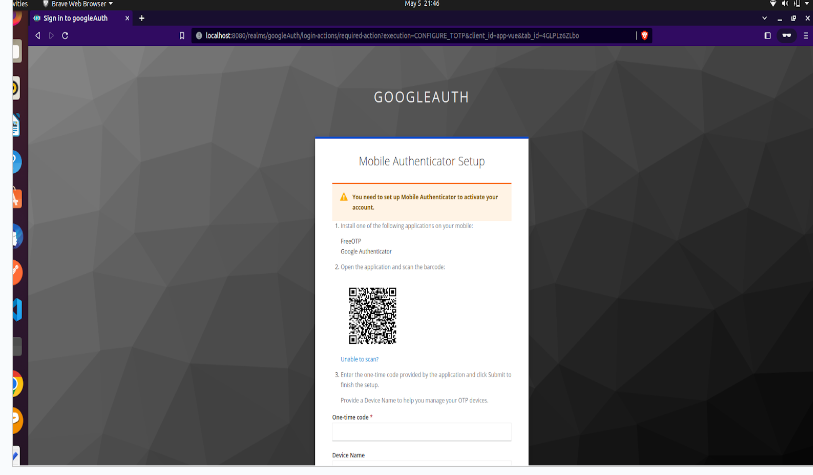 vities
Brave Web Browser
May 5 21:46
Sign in to googleAuth
localhost:8080/realms/googleAuth/login-actions/required-action?execution=CONFIGURE_TOTP&client_id=app-vue&tab_id=4GLPLz6ZLbo
GOOGLEAUTH
Mobile Authenticator Setup
You need to set up Mobile Authenticator to activate your
account.
1. Install one of the following applications on your mobile:
FreeOTP
Google Authenticator
2. Open the application and scan the barcode:
Unable to scan?
3. Enter the one-time code provided by the application and click Submit to
finish the setup.
Provide a Device Name to help you manage your OTP devices.
One-time code *
Device Name